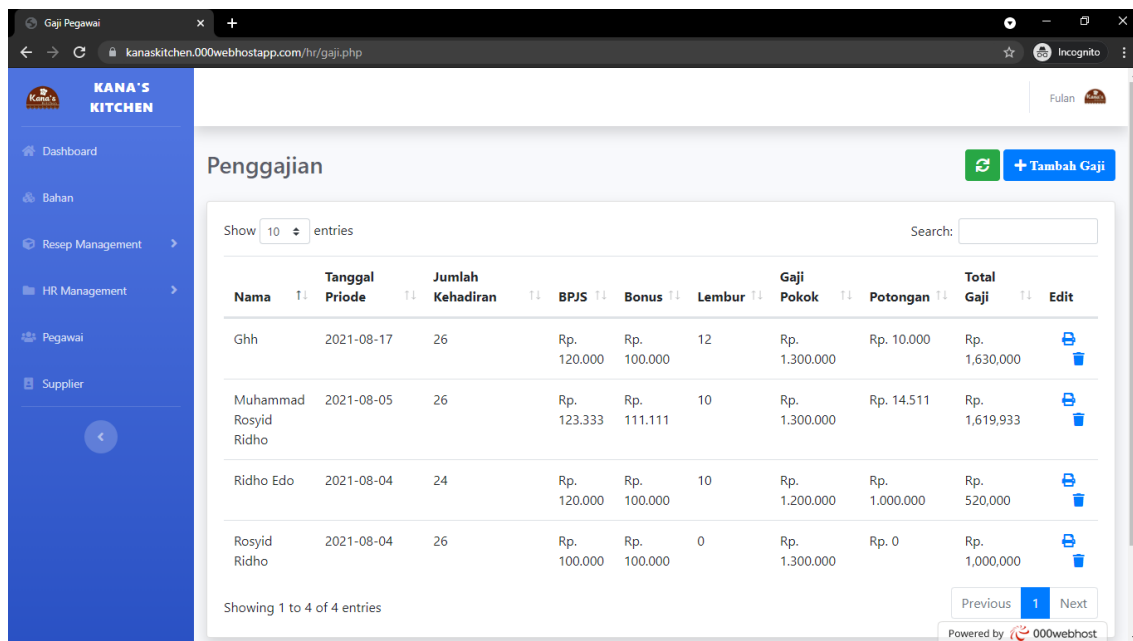 Gaji Pegawai
kanaskitchen.000webhostapp.com/hr/gaji.php
Incognito
Kana's
KANA'S
KITCHEN
Fulan
Dashboard
Bahan
Resep Management
HR Management
Pegawai
Supplier
Penggajian
Tambah Gaji
Show 10 entries
Search:
Nama Tanggal Priode Jumlah Kehadiran BPJS Bonus Lembur Gaji Pokok Potongan Total Gaji Edit
Ghh 2021-08-17 26 Rp. 120.000 Rp. 100.000 12 Rp. 1.300.000 Rp. 10.000 Rp. 1,630,000
Muhammad Rosyid Ridho 2021-08-05 26 Rp. 123.333 Rp. 111.111 10 Rp. 1.300.000 Rp. 14.511 Rp. 1,619,933
Ridho Edo 2021-08-04 24 Rp. 120.000 Rp. 100.000 10 Rp. 1.200.000 Rp. 1.000.000 Rp. 520,000
Rosyid Ridho 2021-08-04 26 Rp. 100.000 Rp. 100.000 0 Rp. 1.300.000 Rp. 0 Rp. 1,000,000
Showing 1 to 4 of 4 entries
Previous 1 Next
Powered by 000webhost